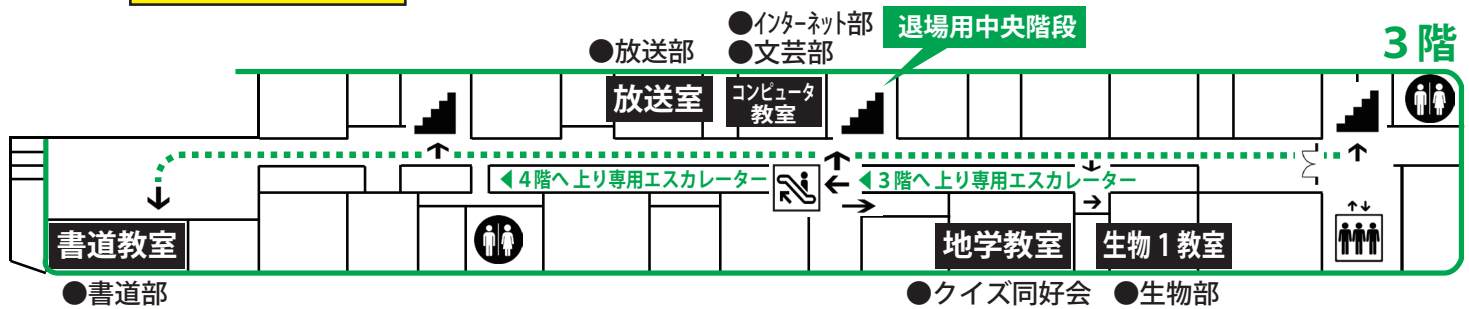 ●インターネット部
●放送部
●文芸部
退場用中央階段
3階
放送室
コンピュータ
教室
◀4階へ上り専用エスカレーター
◀3階へ上り専用エスカレーター
書道教室
地学教室
生物1教室
●書道部
●クイズ同好会
●生物部